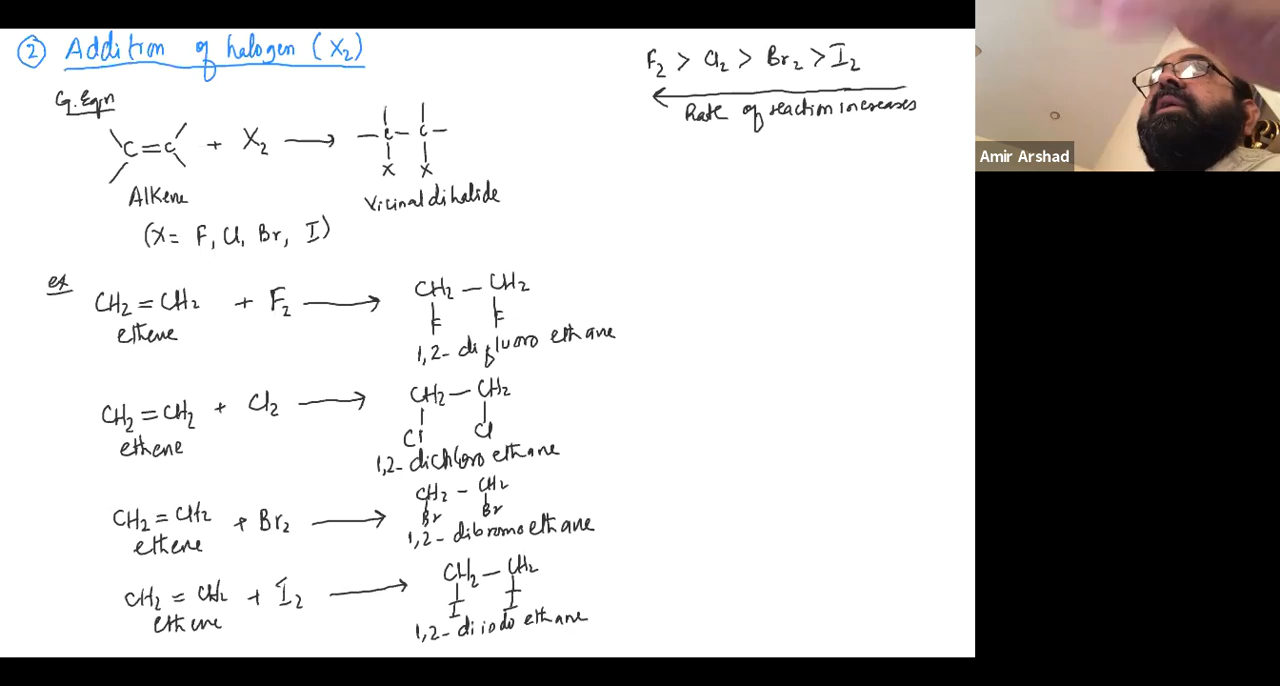 ② Addition of halogen (X₂)
F₂ > Cl₂ > Br₂ > I₂
Rate of reaction increases
G. Eqn
C=C + X₂ ⟶ –C–C–
X X
Alkene
Vicinal dihalide
(X= F, Cl, Br, I)
ex
CH₂=CH₂ + F₂ ⟶ CH₂–CH₂
F F
ethene
1,2-difluoro ethane
CH₂=CH₂ + Cl₂ ⟶ CH₂–CH₂
Cl Cl
ethene
1,2-dichloro ethane
CH₂=CH₂ + Br₂ ⟶ CH₂–CH₂
Br Br
ethene
1,2-dibromo ethane
CH₂=CH₂ + I₂ ⟶ CH₂–CH₂
I I
ethene
1,2-diiodo ethane
Amir Arshad